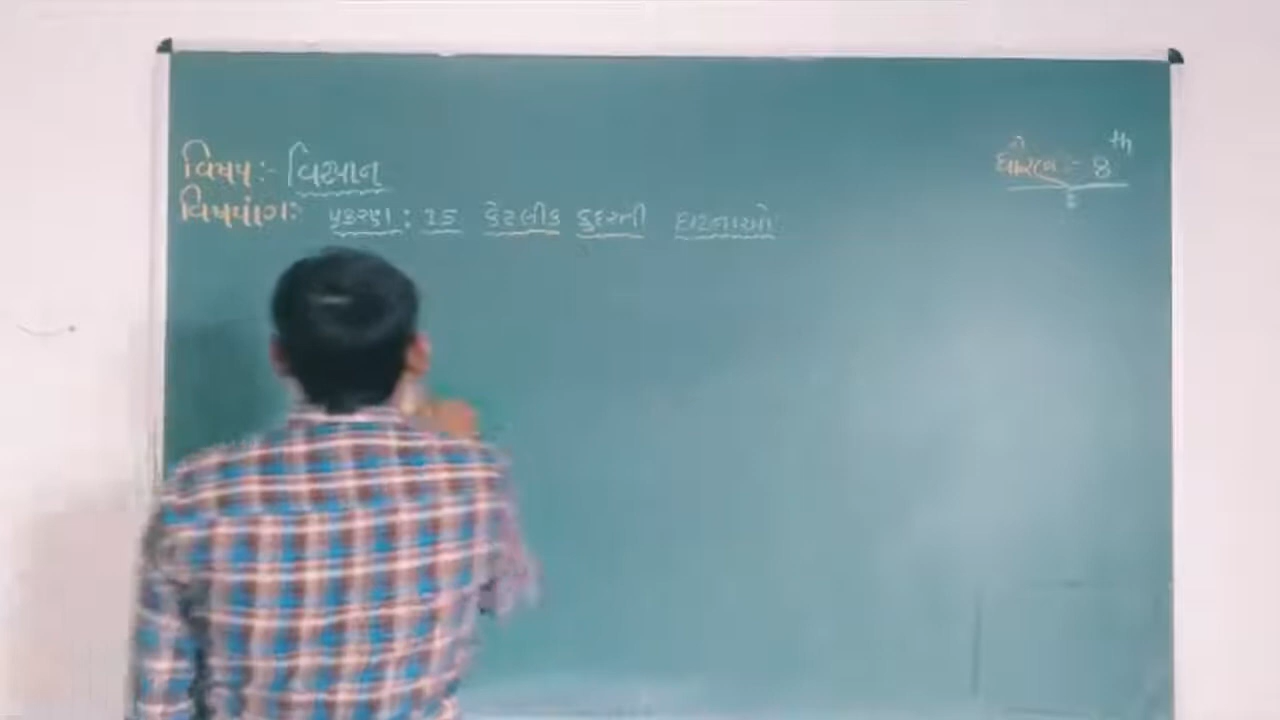 વિષય:- વિજ્ઞાન
ધોરણ:- 8th
વિષયાંગ: પ્રકરણ: 15 કેટલીક કુદરતી ઘટનાઓ